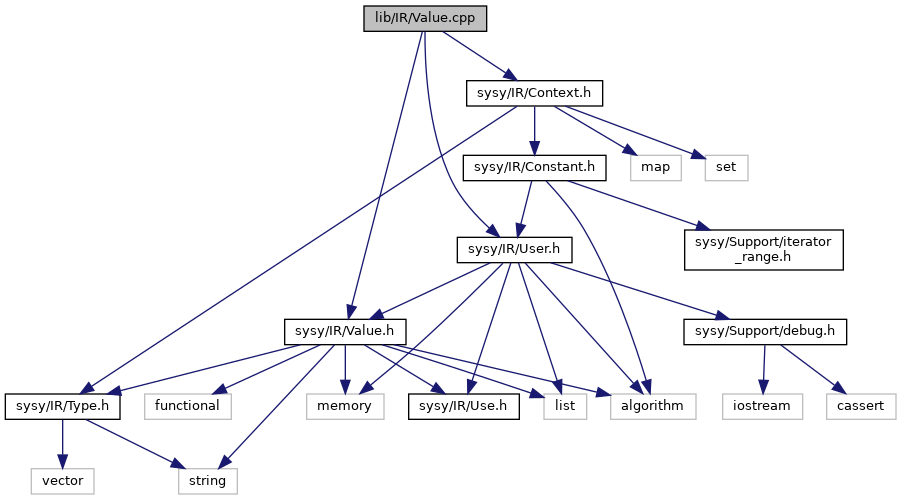 lib/IR/Value.cpp
sysy/IR/Context.h
sysy/IR/Constant.h
map
set
sysy/IR/User.h
sysy/Support/iterator
_range.h
sysy/IR/Value.h
sysy/Support/debug.h
sysy/IR/Type.h
functional
memory
sysy/IR/Use.h
list
algorithm
iostream
cassert
vector
string